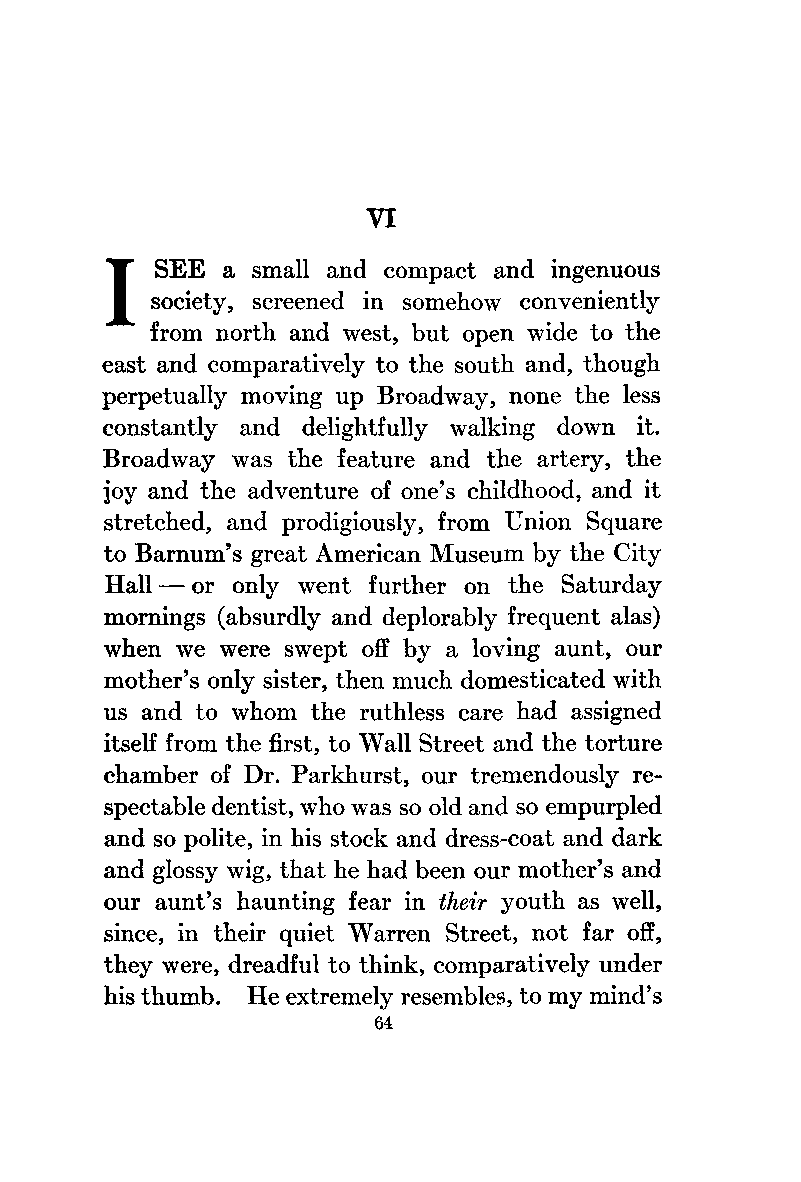 VI
I SEE a small and compact and ingenuous
society, screened in somehow conveniently
from north and west, but open wide to the
east and comparatively to the south and, though
perpetually moving up Broadway, none the less
constantly and delightfully walking down it.
Broadway was the feature and the artery, the
joy and the adventure of one's childhood, and it
stretched, and prodigiously, from Union Square
to Barnum's great American Museum by the City
Hall — or only went further on the Saturday
mornings (absurdly and deplorably frequent alas)
when we were swept off by a loving aunt, our
mother's only sister, then much domesticated with
us and to whom the ruthless care had assigned
itself from the first, to Wall Street and the torture
chamber of Dr. Parkhurst, our tremendously re-
spectable dentist, who was so old and so empurpled
and so polite, in his stock and dress-coat and dark
and glossy wig, that he had been our mother's and
our aunt's haunting fear in their youth as well,
since, in their quiet Warren Street, not far off,
they were, dreadful to think, comparatively under
his thumb. He extremely resembles, to my mind's
64